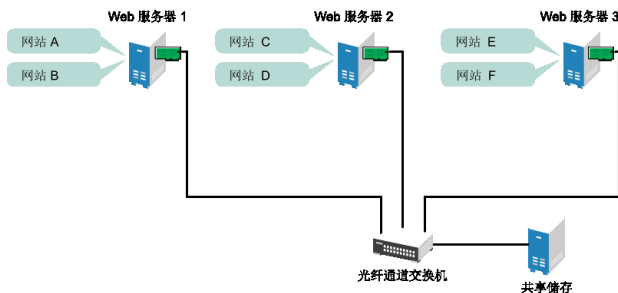 Web 服务器 1
Web 服务器 2
Web 服务器 3
网站 A
网站 C
网站 E
网站 B
网站 D
网站 F
光纤通道交换机
共享储存